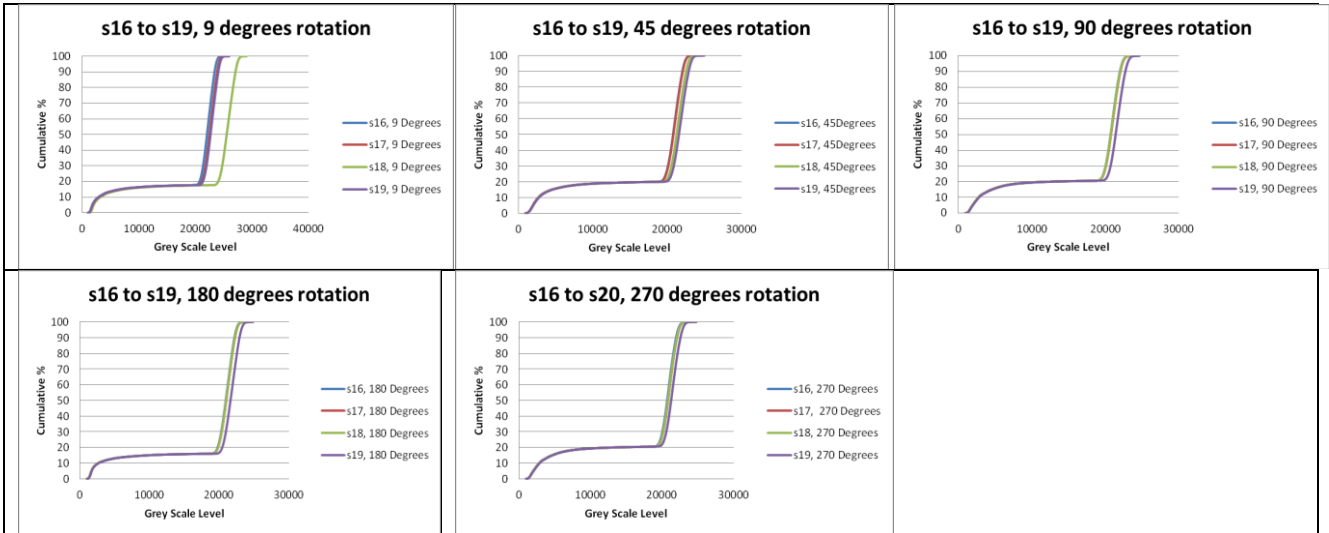 s16 to s19, 9 degrees rotation
100
90
80
70
60
50
40
30
20
10
0
Cumulative %
0 10000 20000 30000 40000
Grey Scale Level
s16, 9 Degrees
s17, 9 Degrees
s18, 9 Degrees
s19, 9 Degrees
s16 to s19, 45 degrees rotation
100
90
80
70
60
50
40
30
20
10
0
Cumulative %
0 10000 20000 30000
Grey Scale Level
s16, 45Degrees
s17, 45Degrees
s18, 45Degrees
s19, 45Degrees
s16 to s19, 90 degrees rotation
100
90
80
70
60
50
40
30
20
10
0
Cumulative %
0 10000 20000 30000
Grey Scale Level
s16, 90 Degrees
s17, 90 Degrees
s18, 90 Degrees
s19, 90 Degrees
s16 to s19, 180 degrees rotation
100
90
80
70
60
50
40
30
20
10
0
Cumulative %
0 10000 20000 30000
Grey Scale Level
s16, 180 Degrees
s17, 180 Degrees
s18, 180 Degrees
s19, 180 Degrees
s16 to s20, 270 degrees rotation
100
90
80
70
60
50
40
30
20
10
0
Cumulative %
0 10000 20000 30000
Grey Scale Level
s16, 270 Degrees
s17, 270 Degrees
s18, 270 Degrees
s19, 270 Degrees